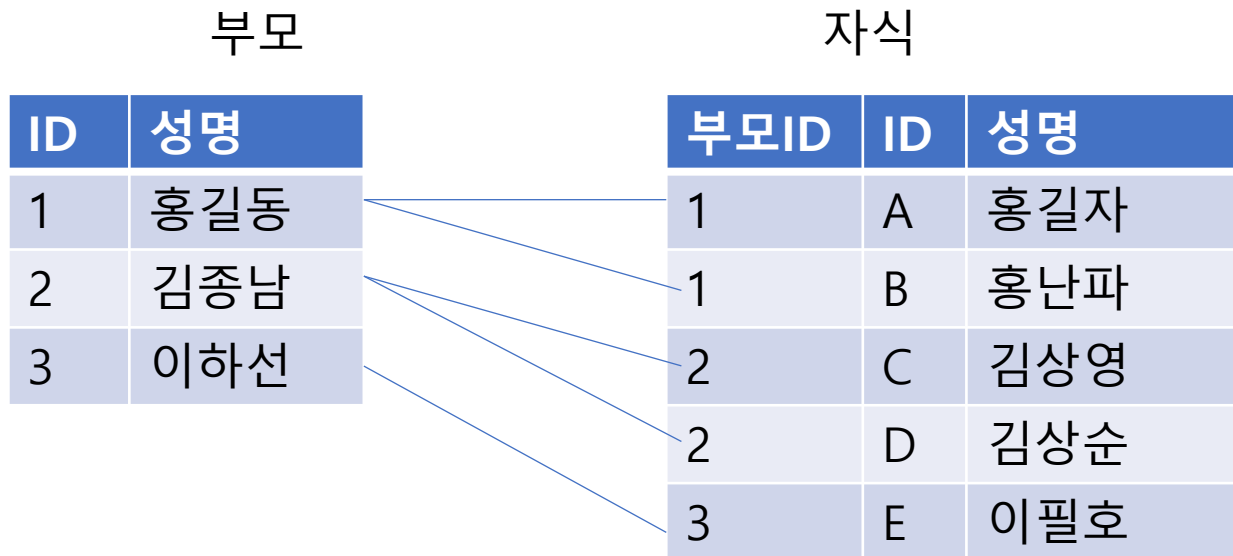 부모
자식
ID 성명
1 홍길동
2 김종남
3 이하선
부모ID ID 성명
1 A 홍길자
1 B 홍난파
2 C 김상영
2 D 김상순
3 E 이필호